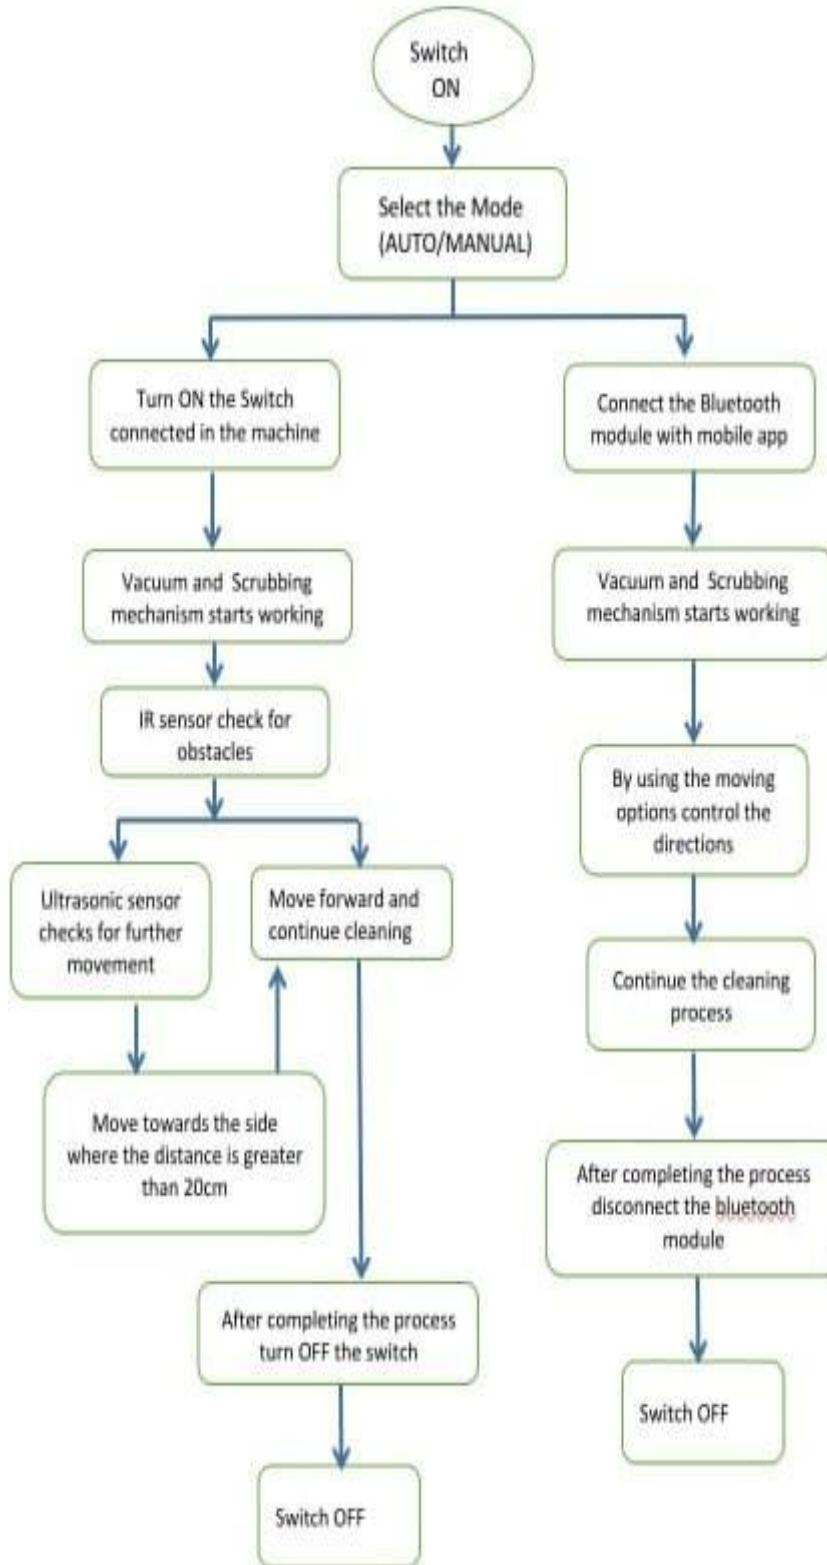 Switch
ON
Select the Mode
(AUTO/MANUAL)
Turn ON the Switch
connected in the machine
Vacuum and Scrubbing
mechanism starts working
IR sensor check for
obstacles
Ultrasonic sensor
checks for further
movement
Move forward and
continue cleaning
Move towards the side
where the distance is greater
than 20cm
After completing the process
turn OFF the switch
Switch OFF
Connect the Bluetooth
module with mobile app
Vacuum and Scrubbing
mechanism starts working
By using the moving
options control the
directions
Continue the cleaning
process
After completing the process
disconnect the bluetooth
module
Switch OFF